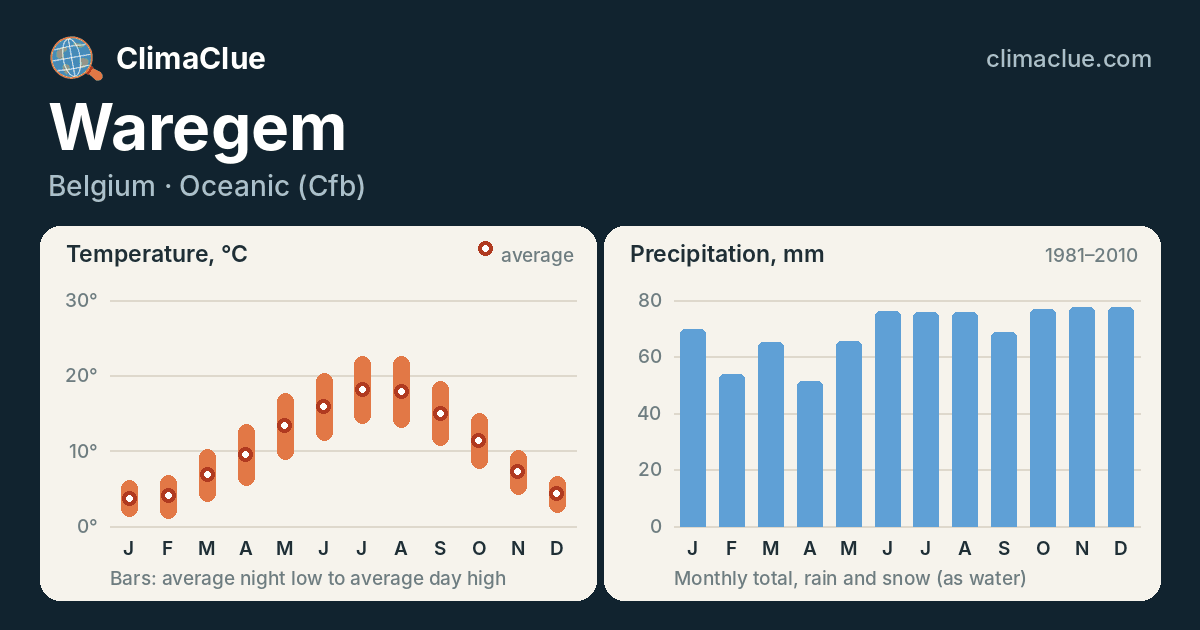 ClimaClue
climaclue.com
Waregem
Belgium · Oceanic (Cfb)
Temperature, °C
average
30°
20°
10°
0°
J F M A M J J A S O N D
Bars: average night low to average day high
Precipitation, mm
1981–2010
80
60
40
20
0
J F M A M J J A S O N D
Monthly total, rain and snow (as water)